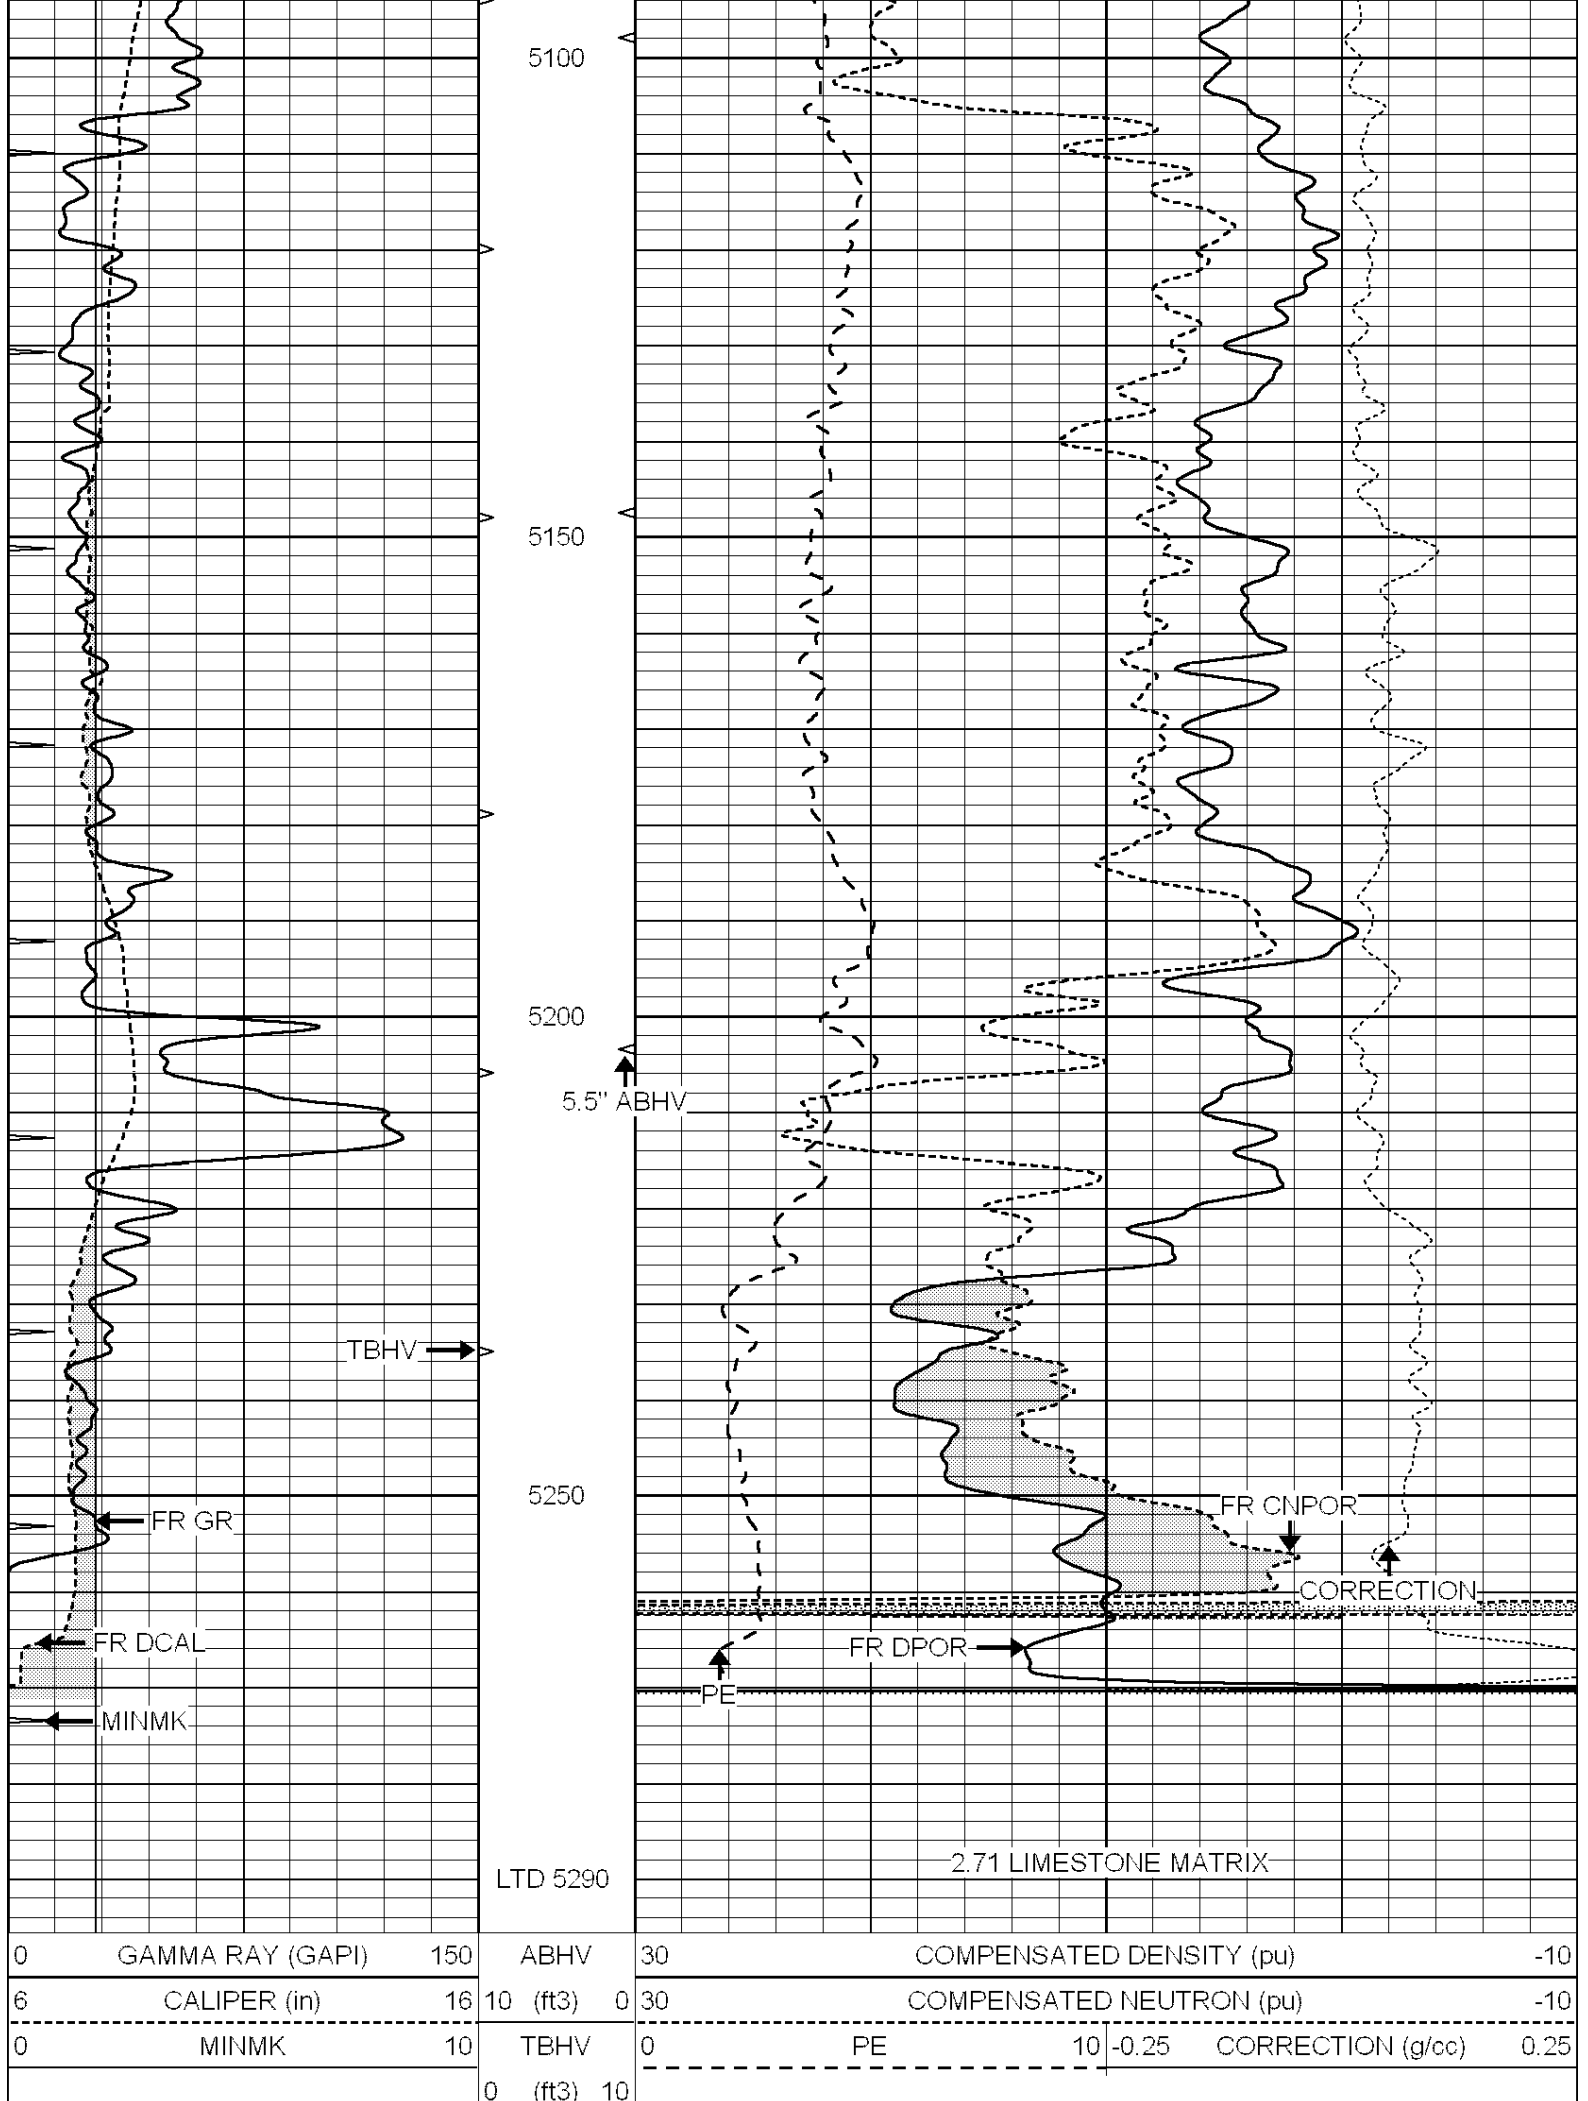 5100
5150
5200
5.5" ABHV
TBHV
5250
FR CNPOR
FR GR
CORRECTION
FR DCAL
FR DPOR
PE
MINMK
2.71 LIMESTONE MATRIX
LTD 5290
0 GAMMA RAY (GAPI) 150 ABHV 30 COMPENSATED DENSITY (pu) -10
6 CALIPER (in) 16 10 (ft3) 0 30 COMPENSATED NEUTRON (pu) -10
0 MINMK 10 TBHV 0 PE 10 -0.25 CORRECTION (g/cc) 0.25
0 (ft3) 10